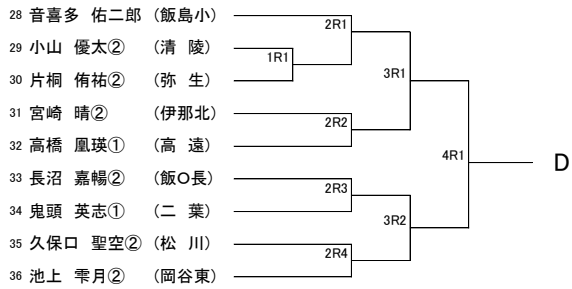 28 音喜多 佑二郎 (飯島小)
2R1
29 小山 優太② (清 陵)
1R1
30 片桐 侑祐② (弥 生)
3R1
31 宮崎 晴② (伊那北)
2R2
32 高橋 凰瑛① (高 遠)
4R1 D
33 長沼 嘉暢② (飯O長)
2R3
34 鬼頭 英志① (二 葉)
3R2
35 久保口 聖空② (松 川)
2R4
36 池上 雫月② (岡谷東)